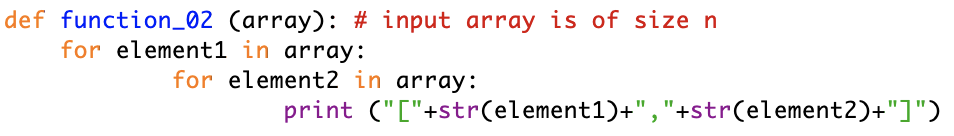 def function_02 (array): # input array is of size n
for element1 in array:
for element2 in array:
print ("["+str(element1)+","+str(element2)+"]")